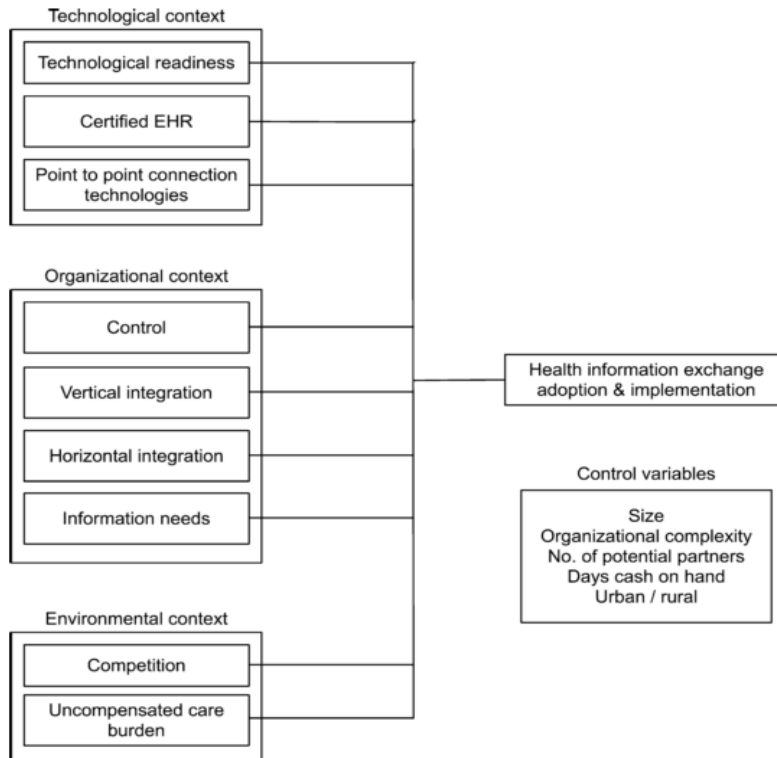 Technological context
Technological readiness
Certified EHR
Point to point connection
technologies
Organizational context
Control
Vertical integration
Horizontal integration
Information needs
Environmental context
Competition
Uncompensated care
burden
Health information exchange
adoption & implementation
Control variables
Size
Organizational complexity
No. of potential partners
Days cash on hand
Urban / rural